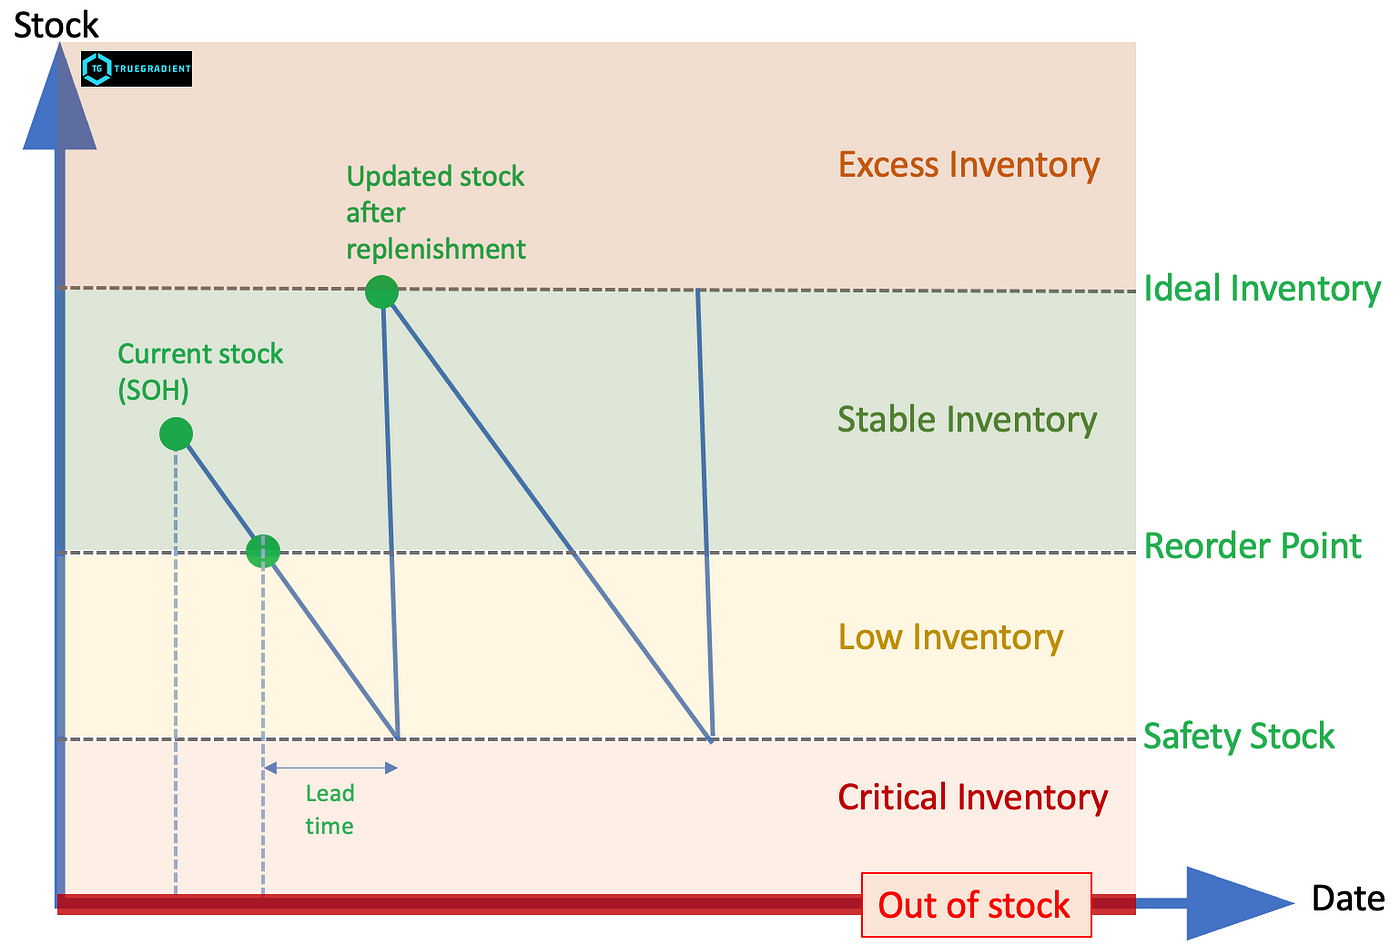 Stock
TG TRUEGRADIENT
Excess Inventory
Updated stock
after
replenishment
Ideal Inventory
Current stock
(SOH)
Stable Inventory
Reorder Point
Low Inventory
Safety Stock
Lead
time
Critical Inventory
Out of stock
Date